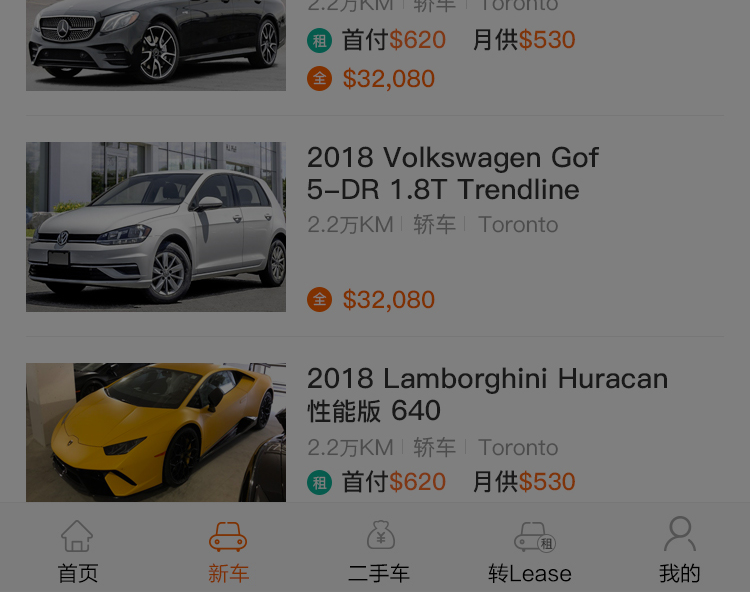 2.2万KM 轿车 Toronto
租 首付$620 月供$530
全 $32,080
2018 Volkswagen Gof
5-DR 1.8T Trendline
2.2万KM 轿车 Toronto
全 $32,080
2018 Lamborghini Huracan
性能版 640
2.2万KM 轿车 Toronto
租 首付$620 月供$530
租
首页 新车 二手车 转Lease 我的